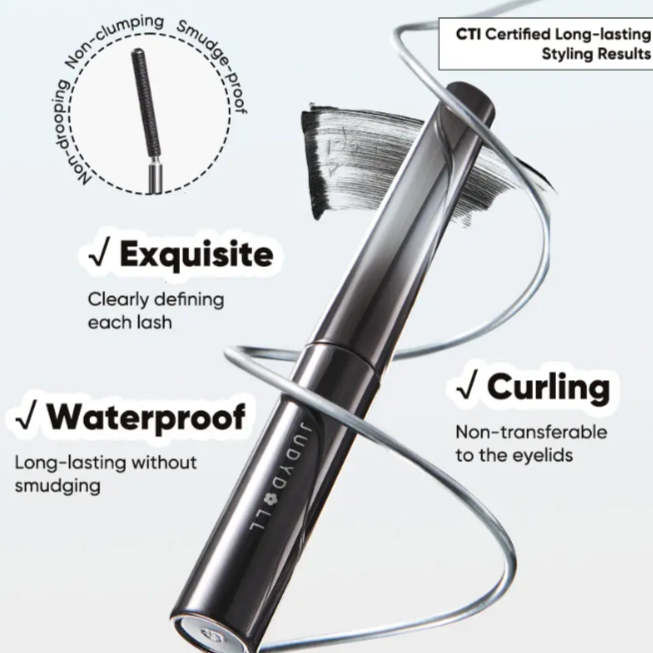 CTI Certified Long-lasting
Styling Results
Non-drooping
Non-clumping
Smudge-proof
√ Exquisite
Clearly defining
each lash
√ Curling
Non-transferable
to the eyelids
√ Waterproof
Long-lasting without
smudging
JUDYDOLL